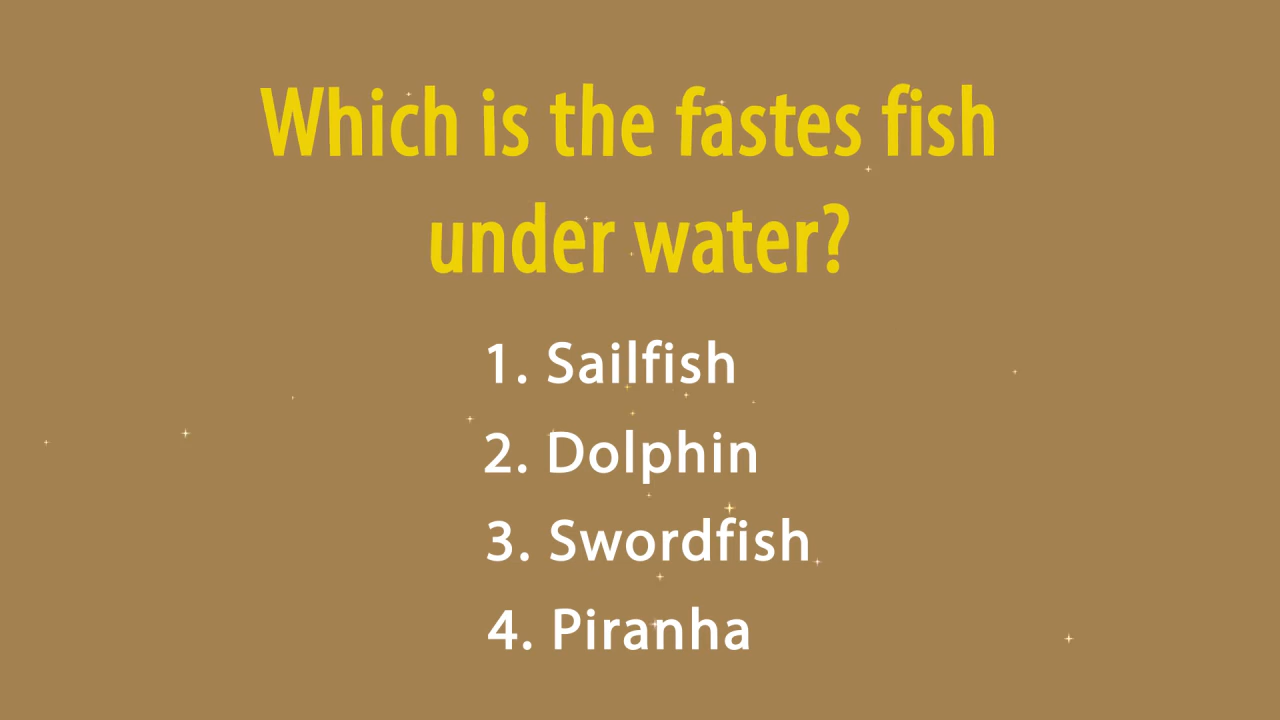 Which is the fastes fish
under water?
1. Sailfish
2. Dolphin
3. Swordfish
4. Piranha